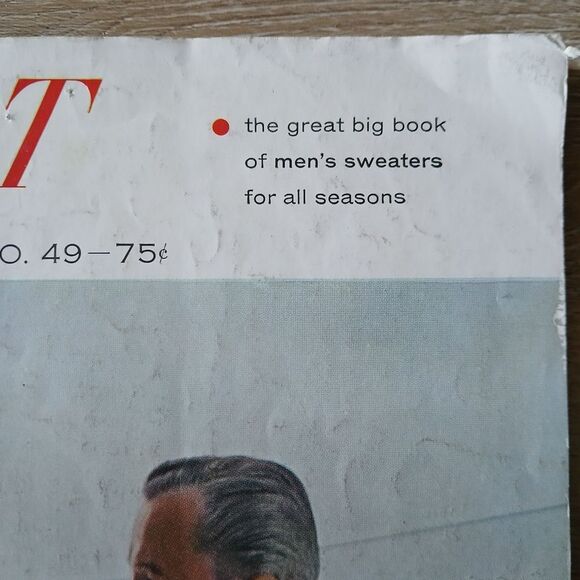 T
the great big book
of men's sweaters
for all seasons
O. 49—75¢